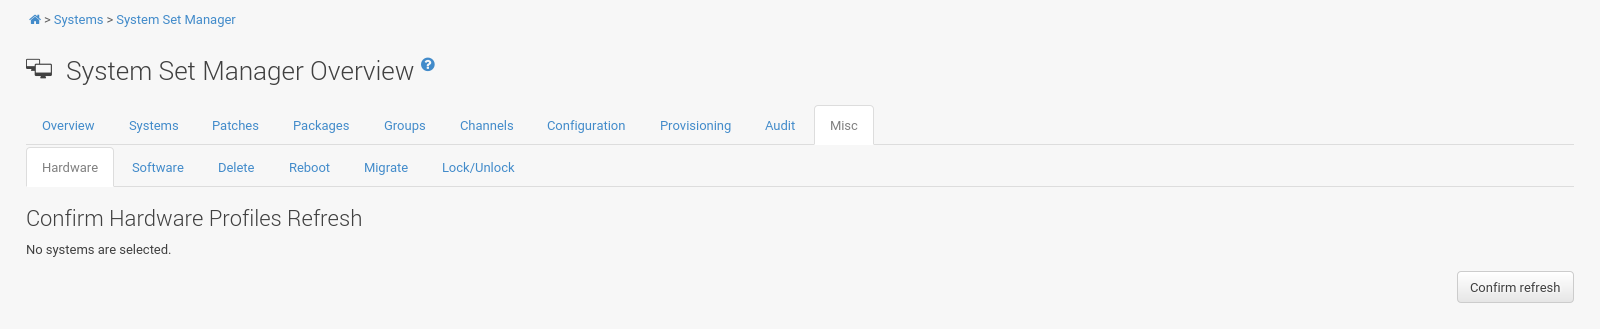 > Systems > System Set Manager
System Set Manager Overview ?
Overview Systems Patches Packages Groups Channels Configuration Provisioning Audit Misc
Hardware Software Delete Reboot Migrate Lock/Unlock
Confirm Hardware Profiles Refresh
No systems are selected.
Confirm refresh